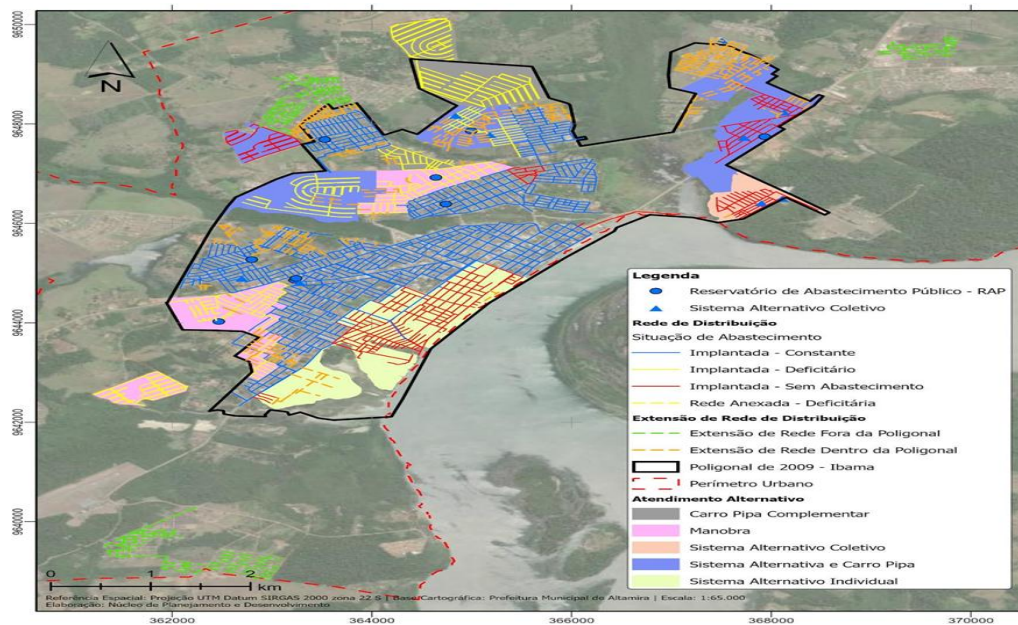 9650000
9648000
9646000
9644000
9642000
9640000
N
Legenda
Reservatório de Abastecimento Público - RAP
Sistema Alternativo Coletivo
Rede de Distribuição
Situação de Abastecimento
Implantada - Constante
Implantada - Deficitário
Implantada - Sem Abastecimento
Rede Anexada - Deficitária
Extensão de Rede de Distribuição
Extensão de Rede Fora da Poligonal
Extensão de Rede Dentro da Poligonal
Poligonal de 2009 - Ibama
Perímetro Urbano
Atendimento Alternativo
Carro Pipa Complementar
Manobra
Sistema Alternativo Coletivo
Sistema Alternativa e Carro Pipa
Sistema Alternativo Individual
0 1 2
km
Referência Espacial: Projeção UTM Datum SIRGAS 2000 zona 22 S | Base Cartográfica: Prefeitura Municipal de Altamira | Escala: 1:65.000
Elaboração: Núcleo de Planejamento e Desenvolvimento
362000 364000 366000 368000 370000